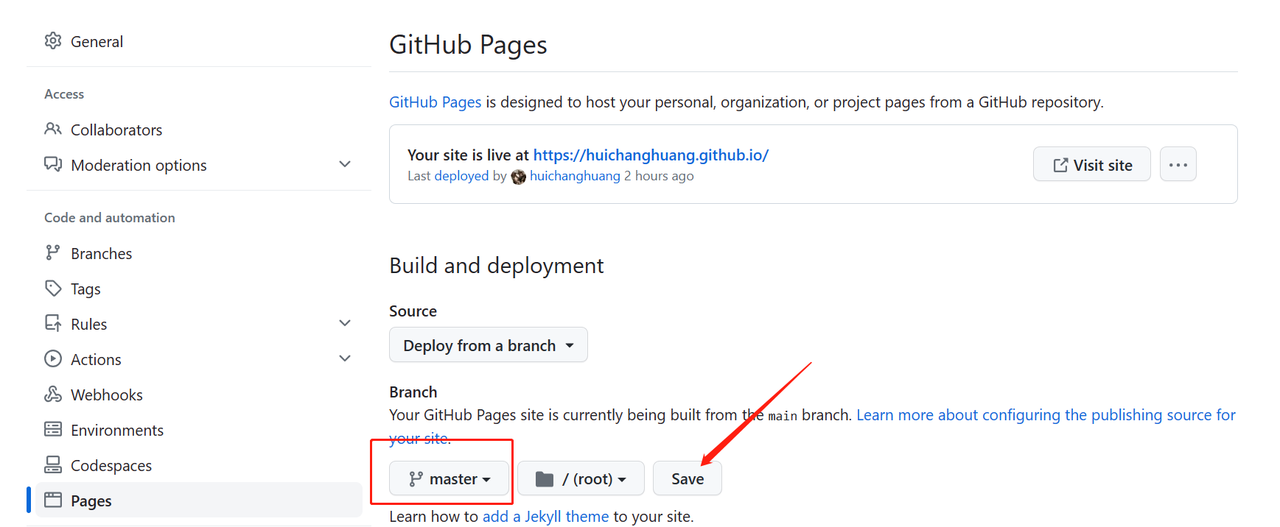 General
Access
Collaborators
Moderation options
Code and automation
Branches
Tags
Rules
Actions
Webhooks
Environments
Codespaces
Pages
GitHub Pages
GitHub Pages is designed to host your personal, organization, or project pages from a GitHub repository.
Your site is live at https://huichanghuang.github.io/
Last deployed by huichanghuang 2 hours ago
Visit site
Build and deployment
Source
Deploy from a branch
Branch
Your GitHub Pages site is currently being built from the main branch. Learn more about configuring the publishing source for
your site.
master
/ (root)
Save
Learn how to add a Jekyll theme to your site.